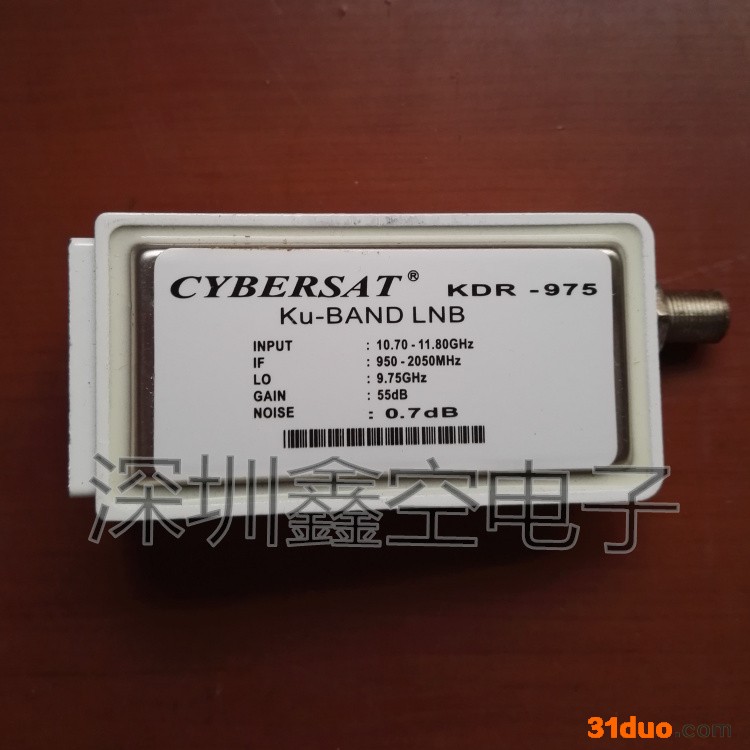 CYBERSAT® KDR -975
Ku-BAND LNB
INPUT : 10.70 - 11.80GHz
IF : 950 - 2050MHz
LO : 9.75GHz
GAIN : 55dB
NOISE : 0.7dB
深圳鑫空电子
31duo.com